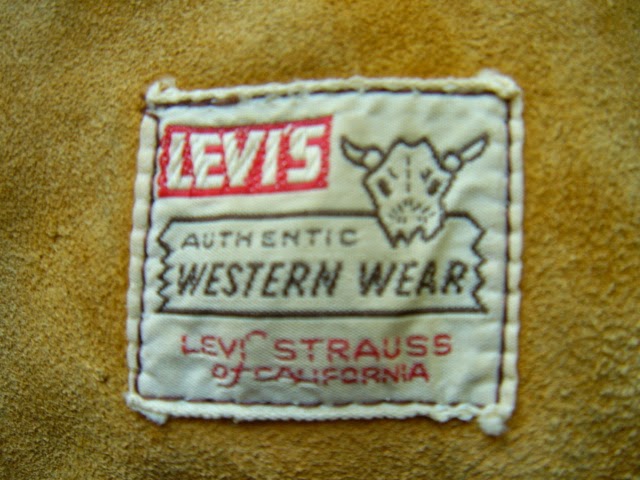 LEVI'S
AUTHENTIC
WESTERN WEAR
LEVI STRAUSS
of CALIFORNIA